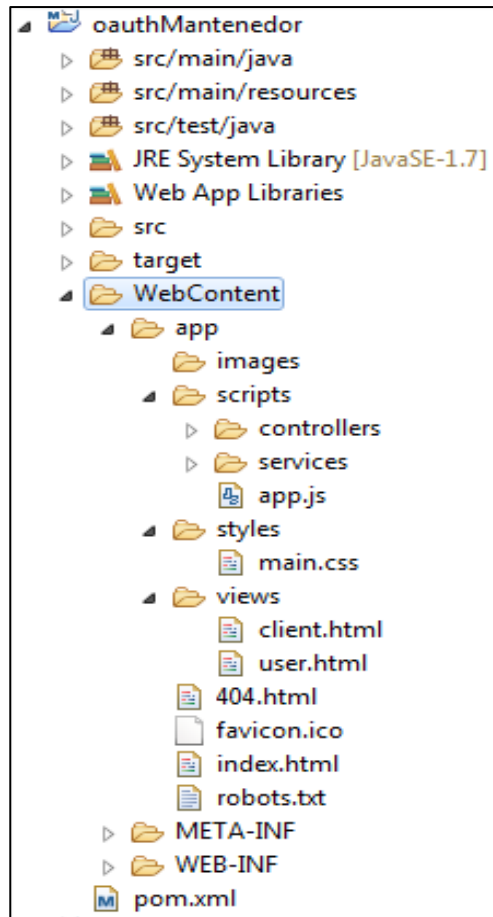 oauthMantenedor
src/main/java
src/main/resources
src/test/java
JRE System Library [JavaSE-1.7]
Web App Libraries
src
target
WebContent
app
images
scripts
controllers
services
app.js
styles
main.css
views
client.html
user.html
404.html
favicon.ico
index.html
robots.txt
META-INF
WEB-INF
pom.xml